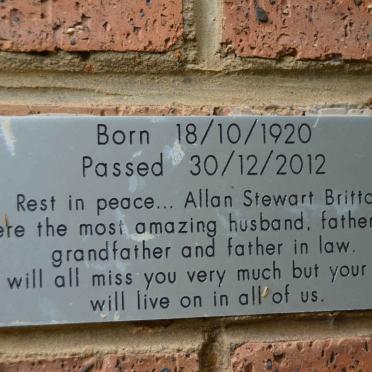 Born 18/10/1920
Passed 30/12/2012
Rest in peace... Allan Stewart Britto
ere the most amazing husband, father
grandfather and father in law.
will all miss you very much but your
will live on in all of us.